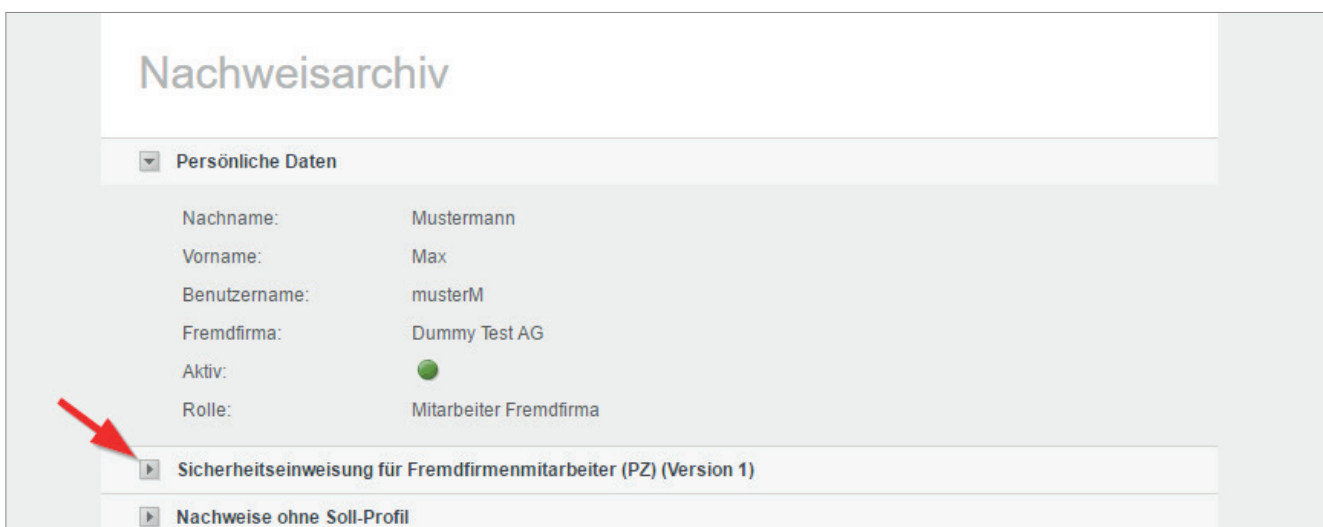 Nachweisarchiv
Persönliche Daten
Nachname: Mustermann
Vorname: Max
Benutzername: musterM
Fremdfirma: Dummy Test AG
Aktiv:
Rolle: Mitarbeiter Fremdfirma
Sicherheitseinweisung für Fremdfirmenmitarbeiter (PZ) (Version 1)
Nachweise ohne Soll-Profil